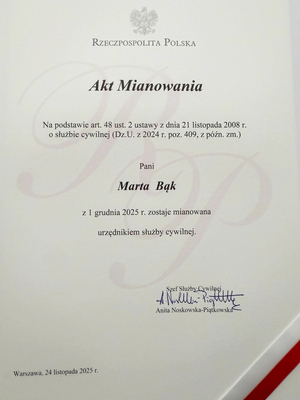 Rzeczpospolita Polska
Akt Mianowania
Na podstawie art. 48 ust. 2 ustawy z dnia 21 listopada 2008 r.
o służbie cywilnej (Dz.U. z 2024 r. poz. 409, z późn. zm.)
Pani
Marta Bąk
z 1 grudnia 2025 r. zostaje mianowana
urzędnikiem służby cywilnej.
Szef Służby Cywilnej
Anita Noskowska-Piątkowska
Warszawa, 24 listopada 2025 r.